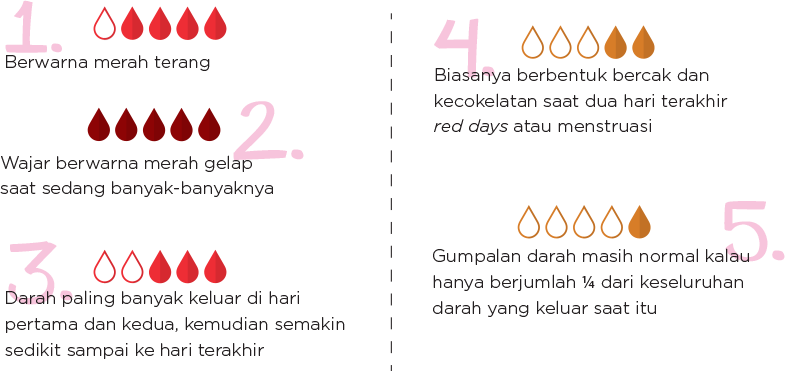 1.
Berwarna merah terang
2.
Wajar berwarna merah gelap
saat sedang banyak-banyaknya
3.
Darah paling banyak keluar di hari
pertama dan kedua, kemudian semakin
sedikit sampai ke hari terakhir
4.
Biasanya berbentuk bercak dan
kecokelatan saat dua hari terakhir
red days atau menstruasi
5.
Gumpalan darah masih normal kalau
hanya berjumlah ¼ dari keseluruhan
darah yang keluar saat itu